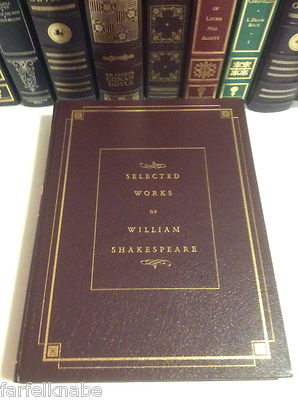 OF
LOUISA
MAY
ALCOTT
L. FRANK
BAUM
SIR ARTHUR
CONAN
DOYLE
SELECTED
WORKS
OF
WILLIAM
SHAKESPEARE
farfelknabe